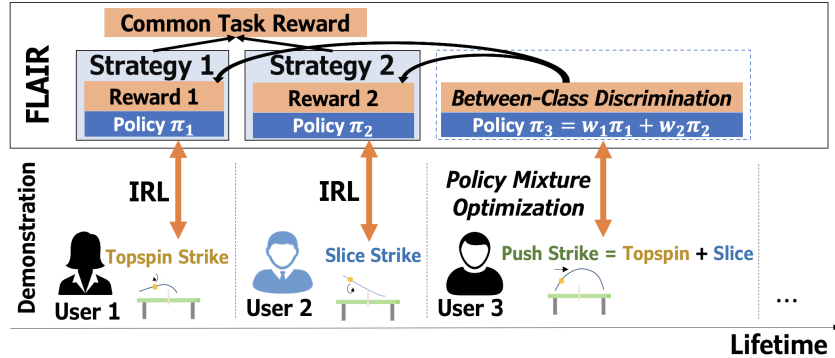 FLAIR
Common Task Reward
Strategy 1
Reward 1
Policy π₁
Strategy 2
Reward 2
Policy π₂
Between-Class Discrimination
Policy π₃ = w₁π₁ + w₂π₂
Demonstration
IRL
IRL
Policy Mixture
Optimization
Topspin Strike
User 1
Slice Strike
User 2
Push Strike = Topspin + Slice
User 3
...
Lifetime